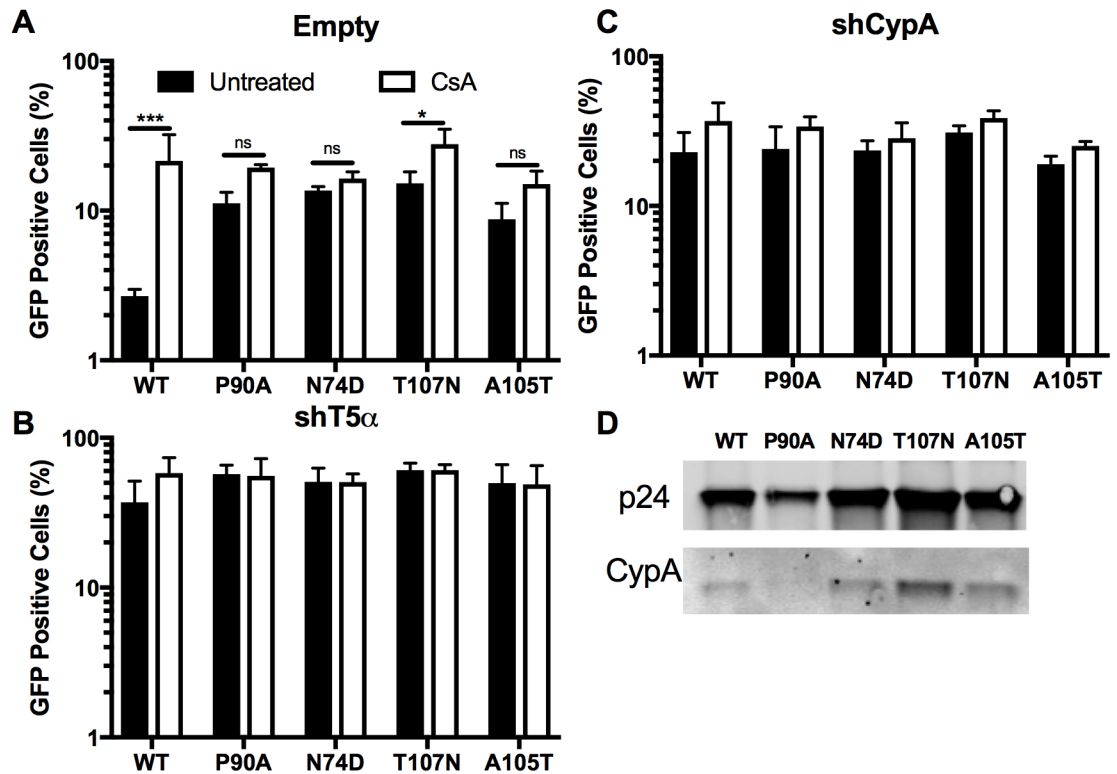 A
Empty
GFP Positive Cells (%)
100
10
1
Untreated
CsA
***
ns
ns
*
ns
WT P90A N74D T107N A105T
B
shT5α
GFP Positive Cells (%)
100
10
1
WT P90A N74D T107N A105T
C
shCypA
GFP Positive Cells (%)
100
10
1
WT P90A N74D T107N A105T
D
WT P90A N74D T107N A105T
p24
CypA